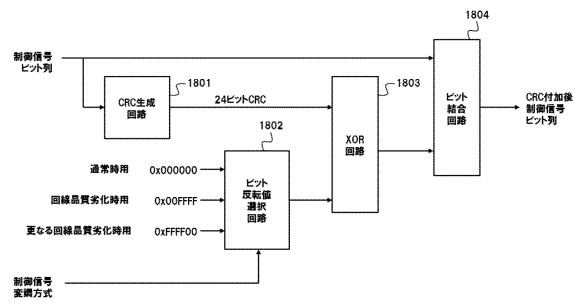 1804
制御信号
ビット列
1801
1803
CRC生成
回路
24ビットCRC
ビット
結合
回路
CRC付加後
制御信号
ビット列
XOR
回路
1802
通常時用 0x000000
ビット
反転値
選択
回路
回線品質劣化時用 0x00FFFF
更なる回線品質劣化時用 0xFFFF00
制御信号
変調方式